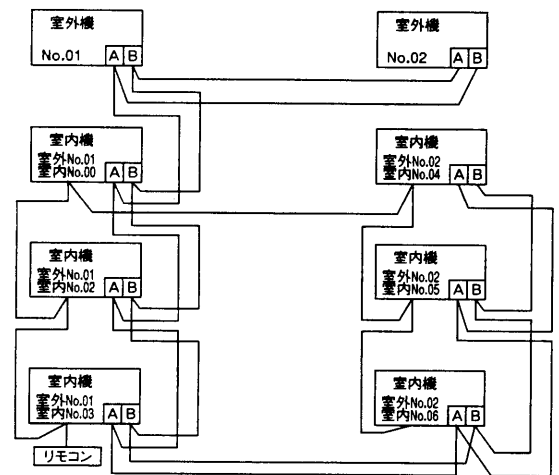 室外機
No.01 A B
室外機
No.02 A B
室内機
室外No.01
室内No.00 A B
室内機
室外No.02
室内No.04 A B
室内機
室外No.01
室内No.02 A B
室内機
室外No.02
室内No.05 A B
室内機
室外No.01
室内No.03 A B
リモコン
室内機
室外No.02
室内No.06 A B